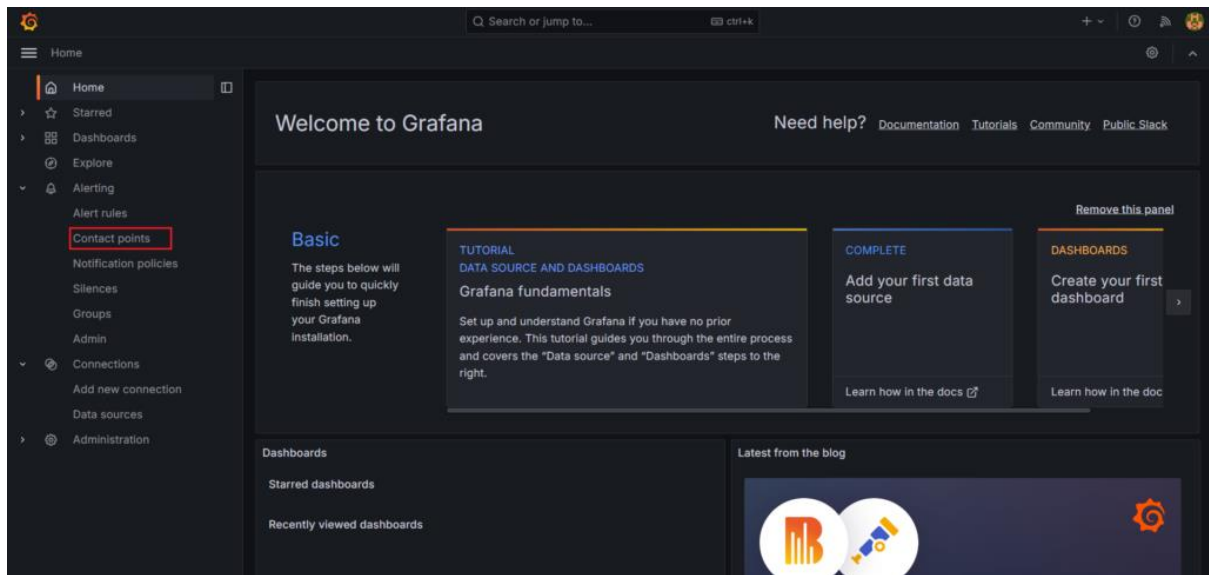 Search or jump to...
ctrl+k
Home
Home
Starred
Dashboards
Explore
Alerting
Alert rules
Contact points
Notification policies
Silences
Groups
Admin
Connections
Add new connection
Data sources
Administration
Welcome to Grafana
Need help?
Documentation
Tutorials
Community
Public Slack
Remove this panel
Basic
The steps below will
guide you to quickly
finish setting up
your Grafana
installation.
TUTORIAL
DATA SOURCE AND DASHBOARDS
Grafana fundamentals
Set up and understand Grafana if you have no prior
experience. This tutorial guides you through the entire process
and covers the "Data source" and "Dashboards" steps to the
right.
COMPLETE
Add your first data
source
Learn how in the docs
DASHBOARDS
Create your first
dashboard
Learn how in the doc
Dashboards
Starred dashboards
Recently viewed dashboards
Latest from the blog